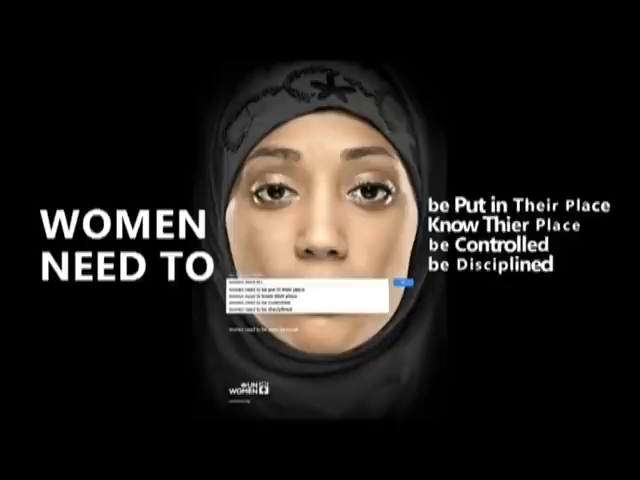 WOMEN
NEED TO
be Put in Their Place
Know Thier Place
be Controlled
be Disciplined
women need to be put in their place
women need to know their place
women need to be controlled
women need to be disciplined
UN
WOMEN